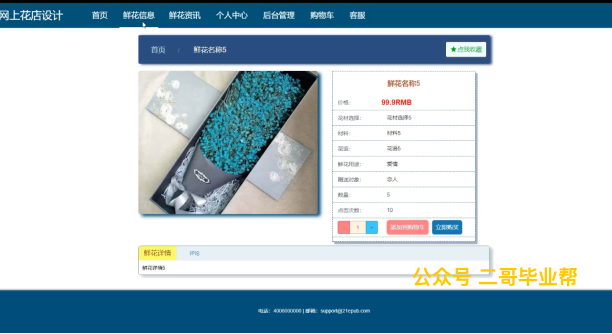 网上花店设计 首页 鲜花信息 鲜花资讯 个人中心 后台管理 购物车 客服
首页 鲜花名称5 ★点我收藏
鲜花名称5
价格: 99.9RMB
花材选择: 花材选择5
材料: 材料5
花语: 花语5
鲜花用途: 爱情
赠送对象: 恋人
数量: 5
点击次数: 10
- 1 + 添加到购物车 立即购买
鲜花详情 评论
鲜花详情5
公众号 二哥毕业帮
电话: 4008000000 | 邮箱: support@21epub.com